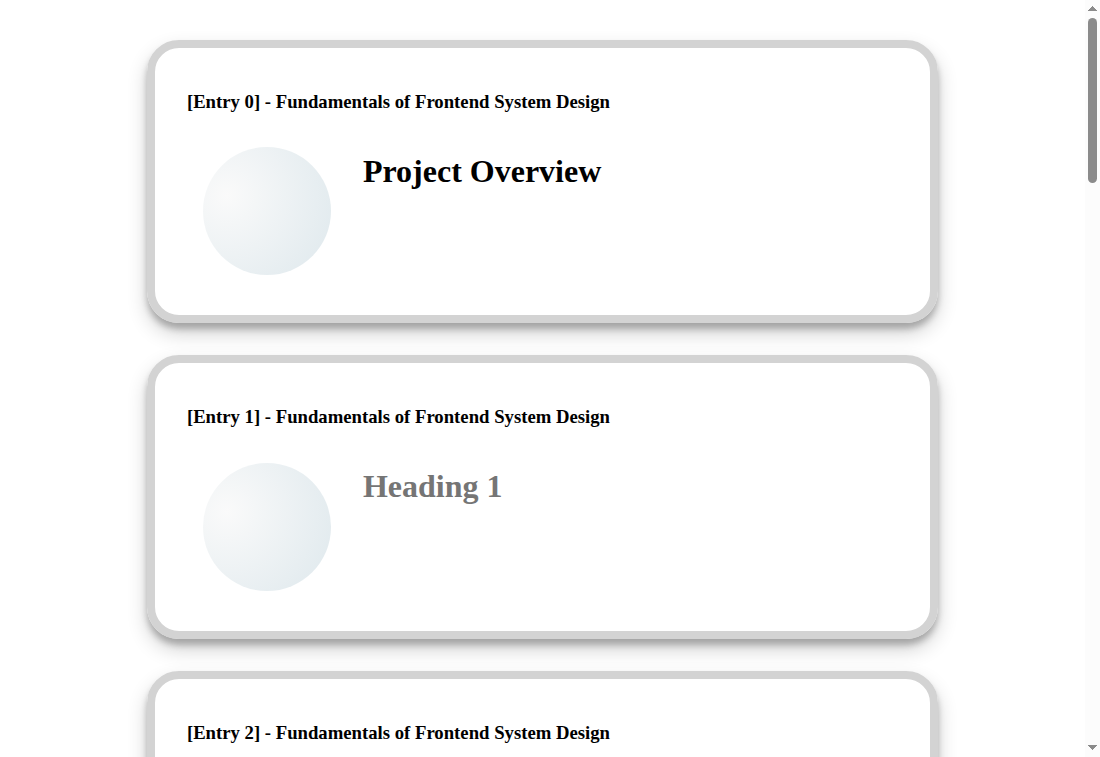 [Entry 0] - Fundamentals of Frontend System Design
Project Overview
[Entry 1] - Fundamentals of Frontend System Design
Heading 1
[Entry 2] - Fundamentals of Frontend System Design